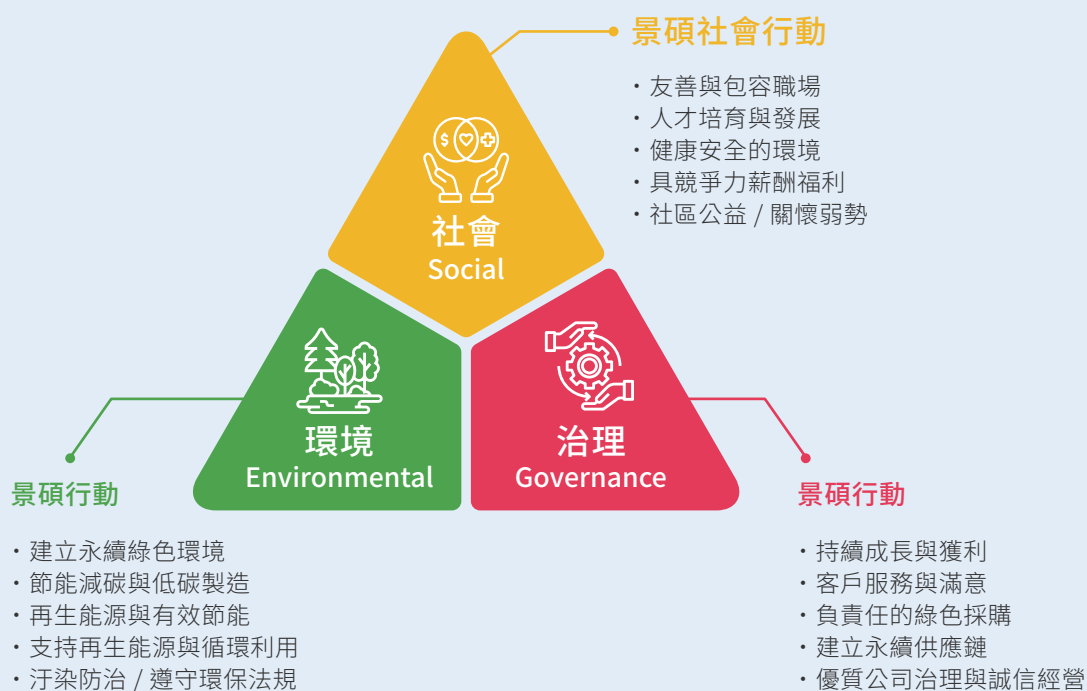 景碩社會行動
・友善與包容職場
・人才培育與發展
・健康安全的環境
・具競爭力薪酬福利
・社區公益 / 關懷弱勢
$
社會
Social
環境
Environmental
治理
Governance
景碩行動
・建立永續綠色環境
・節能減碳與低碳製造
・再生能源與有效節能
・支持再生能源與循環利用
・汙染防治 / 遵守環保法規
景碩行動
・持續成長與獲利
・客戶服務與滿意
・負責任的綠色採購
・建立永續供應鏈
・優質公司治理與誠信經營